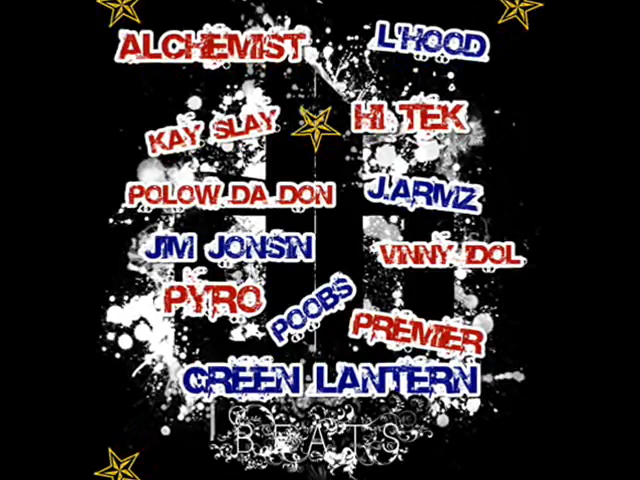 ALCHEMIST
L'HOOD
KAY SLAY
HI TEK
POLOW DA DON
J.ARMZ
JIM JONSIN
VINNY IDOL
PYRO
POOBS
PREMIER
GREEN LANTERN
BEATS